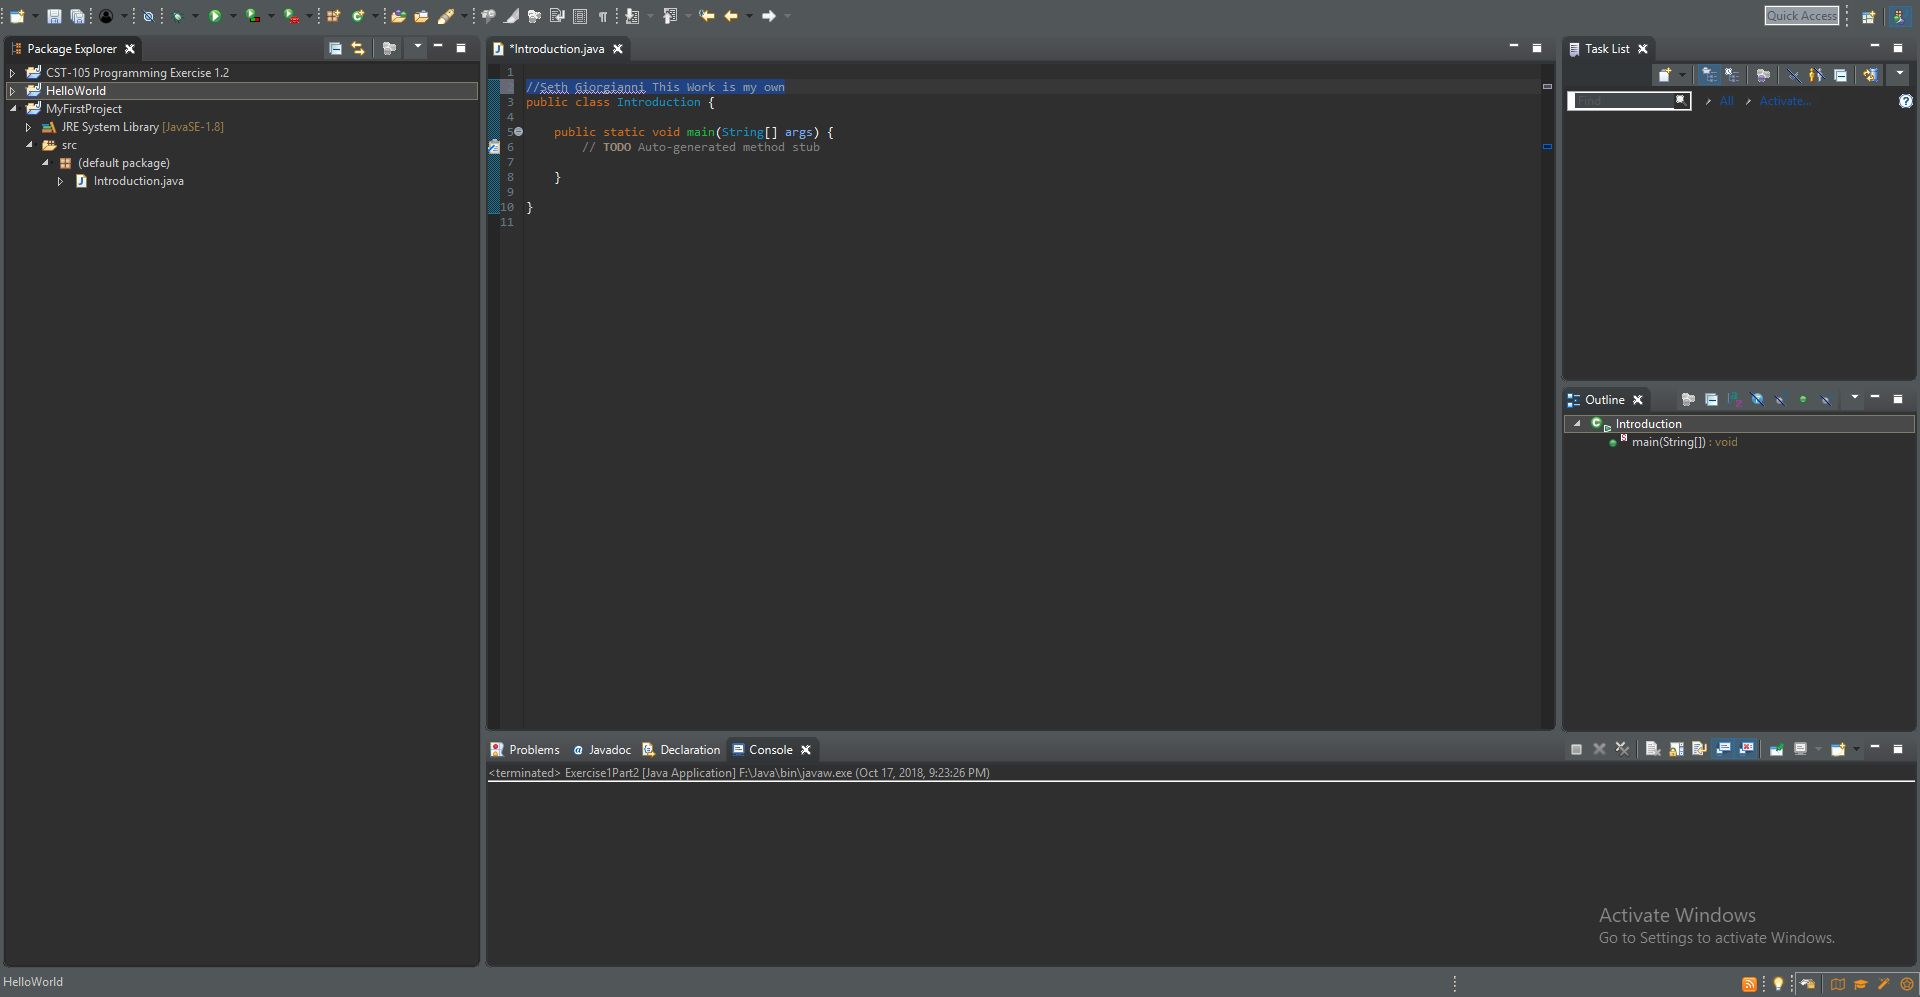 Quick Access
Package Explorer
CST-105 Programming Exercise 1.2
HelloWorld
MyFirstProject
JRE System Library [JavaSE-1.8]
src
(default package)
Introduction.java
*Introduction.java
1
//Seth Giorgianni This Work is my own
3 public class Introduction {
4
5 public static void main(String[] args) {
6 // TODO Auto-generated method stub
7
8 }
9
10 }
11
Task List
Find
All
Activate...
Outline
Introduction
main(String[]) : void
Problems @ Javadoc Declaration Console
<terminated> Exercise1Part2 [Java Application] F:\Java\bin\javaw.exe (Oct 17, 2018, 9:23:26 PM)
Activate Windows
Go to Settings to activate Windows.
HelloWorld